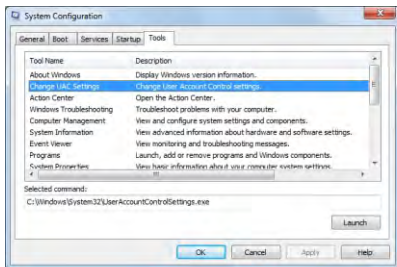 System Configuration
General Boot Services Startup Tools
Tool Name Description
About Windows Display Windows version information.
Change UAC Settings Change User Account Control settings.
Action Center Open the Action Center.
Windows Troubleshooting Troubleshoot problems with your computer.
Computer Management View and configure system settings and components.
System Information View advanced information about hardware and software settings.
Event Viewer View monitoring and troubleshooting messages.
Programs Launch, add or remove programs and Windows components.
System Properties View basic information about your computer system settings.
Selected command:
C:\Windows\System32\UserAccountControlSettings.exe
Launch
OK Cancel Apply Help